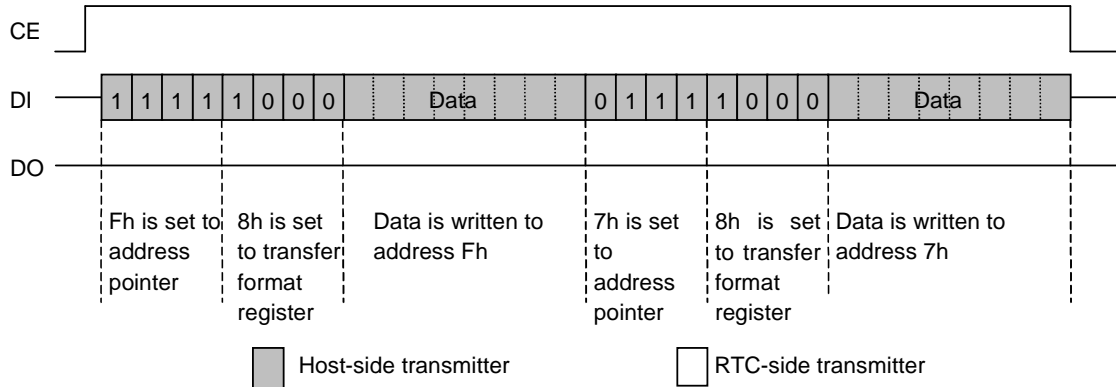 CE
DI 1 1 1 1 1 0 0 0 Data 0 1 1 1 1 0 0 0 Data
DO
Fh is set to address pointer
8h is set to transfer format register
Data is written to address Fh
7h is set to address pointer
8h is set to transfer format register
Data is written to address 7h
Host-side transmitter
RTC-side transmitter